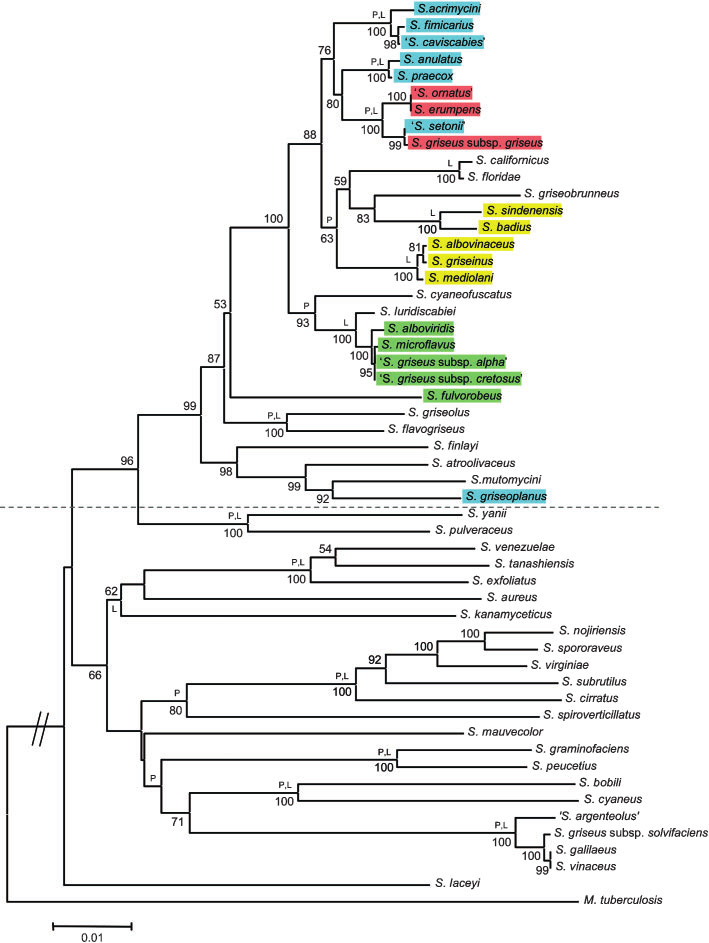 S.acrimycini
P,L
S. fimicarius
100
98
'S. caviscabies'
76
S. anulatus
P,L
100
S. praecox
80
'S. ornatus'
100
S. erumpens
P,L
100
'S. setonii'
99
S. griseus subsp. griseus
88
S. californicus
L
100
S. floridae
59
S. griseobrunneus
83
S. sindenensis
L
100
S. badius
P
63
S. albovinaceus
81
S. griseinus
L
100
S. mediolani
100
S. cyaneofuscatus
P
93
S. luridiscabiei
L
100
S. alboviridis
100
S. microflavus
'S. griseus subsp. alpha'
95
'S. griseus subsp. cretosus'
53
S. fulvorobeus
87
S. griseolus
P,L
100
S. flavogriseus
99
S. finlayi
98
S. atroolivaceus
99
S.mutomycini
92
S. griseoplanus
96
S. yanii
P,L
100
S. pulveraceus
S. venezuelae
54
S. tanashiensis
P,L
100
S. exfoliatus
62
S. aureus
L
S. kanamyceticus
66
S. nojiriensis
100
S. spororaveus
100
S. virginiae
92
S. subrutilus
P,L
100
S. cirratus
P
80
S. spiroverticillatus
S. mauvecolor
S. graminofaciens
P,L
100
S. peucetius
P
S. bobili
P,L
100
S. cyaneus
71
'S. argenteolus'
P,L
100
S. griseus subsp. solvifaciens
100
S. galilaeus
99
S. vinaceus
S. laceyi
M. tuberculosis
0.01